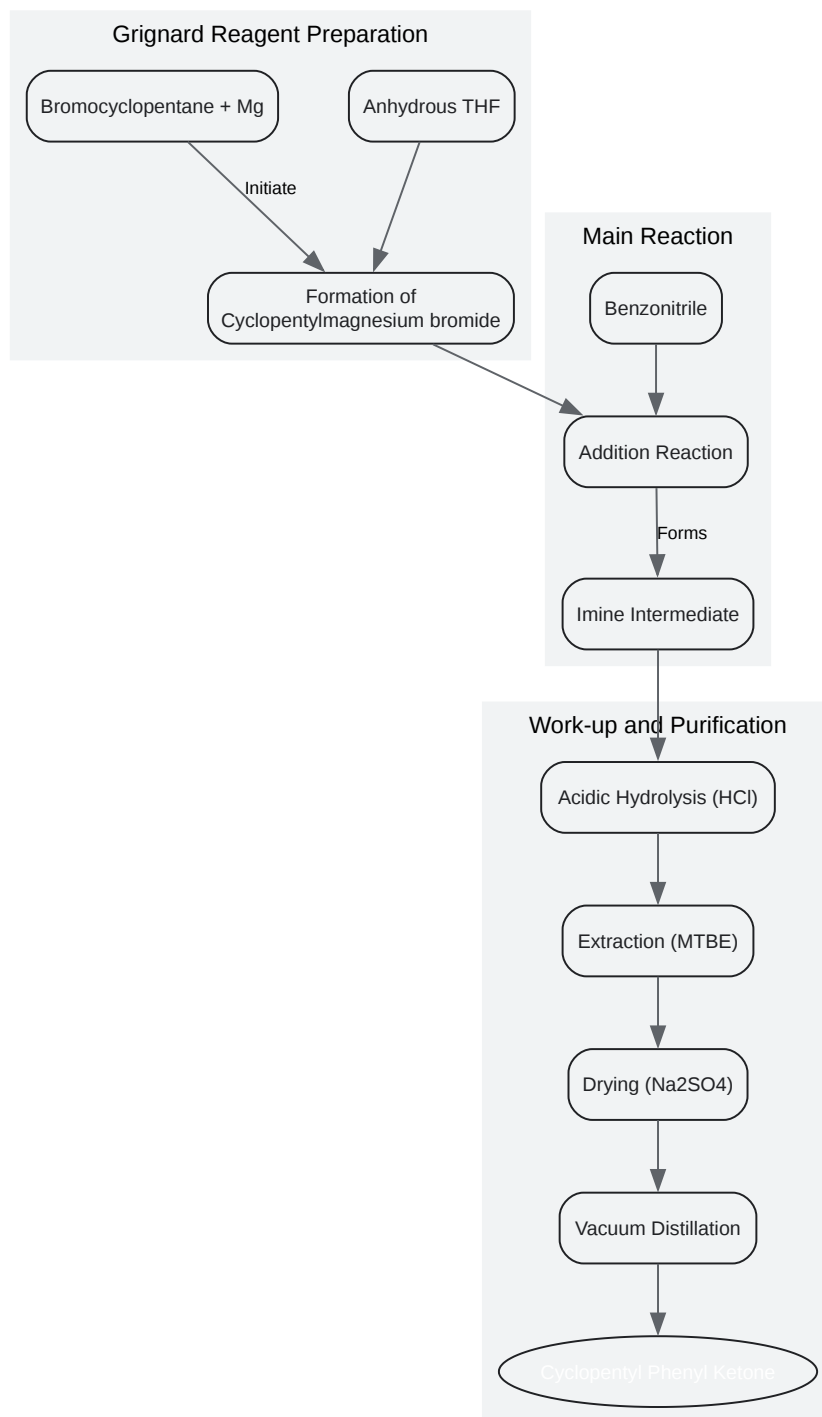 Grignard Reagent Preparation
Bromocyclopentane + Mg
Anhydrous THF
Initiate
Formation of
Cyclopentylmagnesium bromide
Main Reaction
Benzonitrile
Addition Reaction
Forms
Imine Intermediate
Work-up and Purification
Acidic Hydrolysis (HCl)
Extraction (MTBE)
Drying (Na2SO4)
Vacuum Distillation
Cyclopentyl Phenyl Ketone